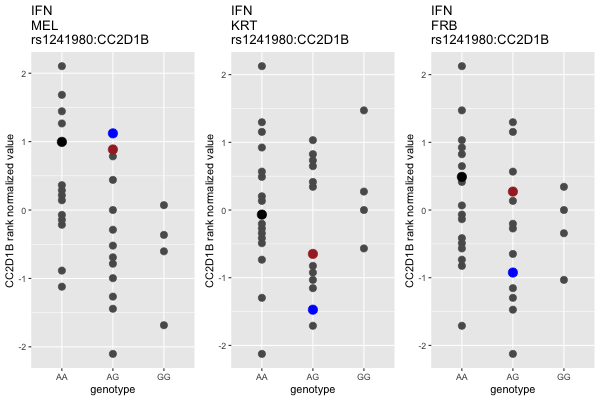 IFN
MEL
rs1241980:CC2D1B
CC2D1B rank normalized value
2
1
0
-1
-2
AA
AG
GG
genotype
IFN
KRT
rs1241980:CC2D1B
CC2D1B rank normalized value
2
1
0
-1
-2
AA
AG
GG
genotype
IFN
FRB
rs1241980:CC2D1B
CC2D1B rank normalized value
2
1
0
-1
-2
AA
AG
GG
genotype